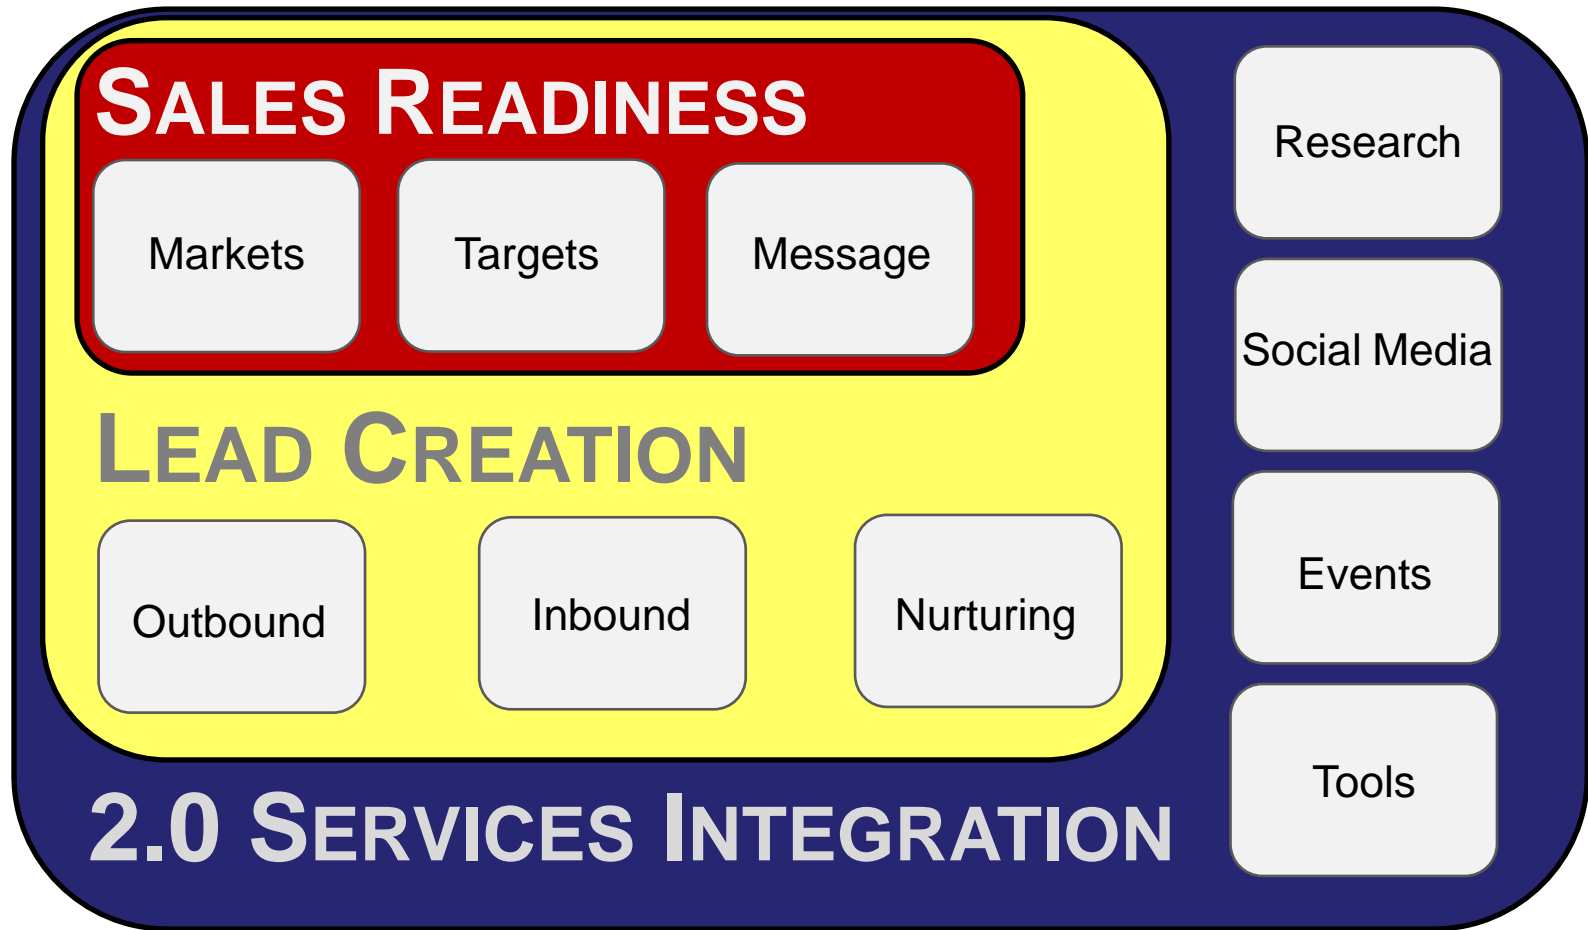 SALES READINESS
Markets
Targets
Message
LEAD CREATION
Outbound
Inbound
Nurturing
2.0 SERVICES INTEGRATION
Research
Social Media
Events
Tools